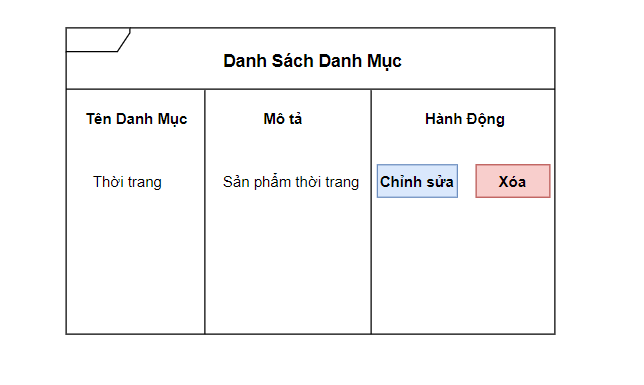 Danh Sách Danh Mục
Tên Danh Mục Mô tả Hành Động
Thời trang Sản phẩm thời trang Chỉnh sửa Xóa